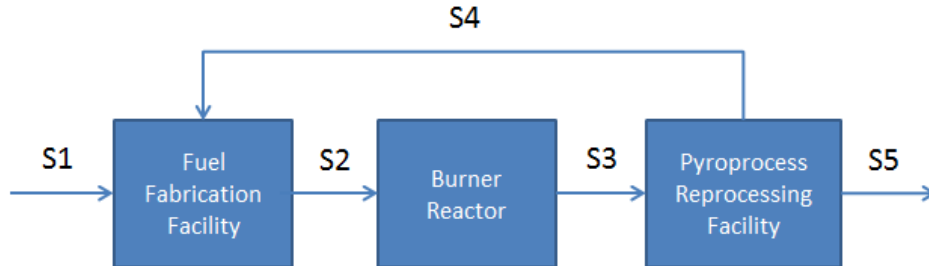 S4
S1
Fuel
Fabrication
Facility
S2
Burner
Reactor
S3
Pyroprocess
Reprocessing
Facility
S5